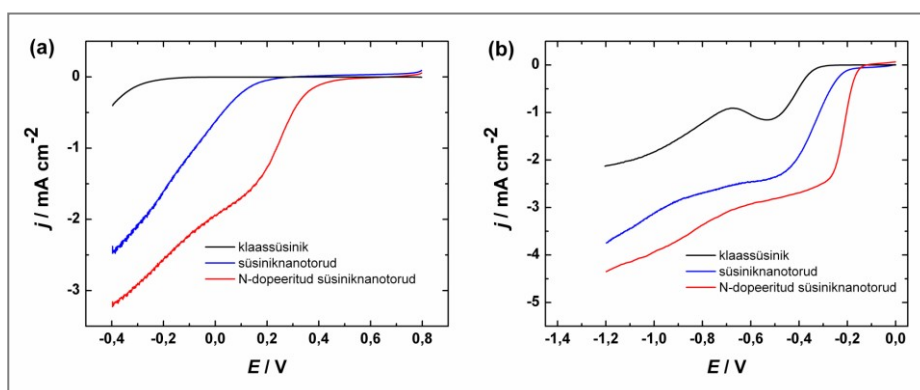 (a)
0
-1
-2
-3
j / mA cm-2
klaassüsinik
süsiniknanotorud
N-dopeeritud süsiniknanotorud
-0,4 -0,2 0,0 0,2 0,4 0,6 0,8
E / V
(b)
0
-1
-2
-3
-4
-5
j / mA cm-2
klaassüsinik
süsiniknanotorud
N-dopeeritud süsiniknanotorud
-1,4 -1,2 -1,0 -0,8 -0,6 -0,4 -0,2 0,0
E / V